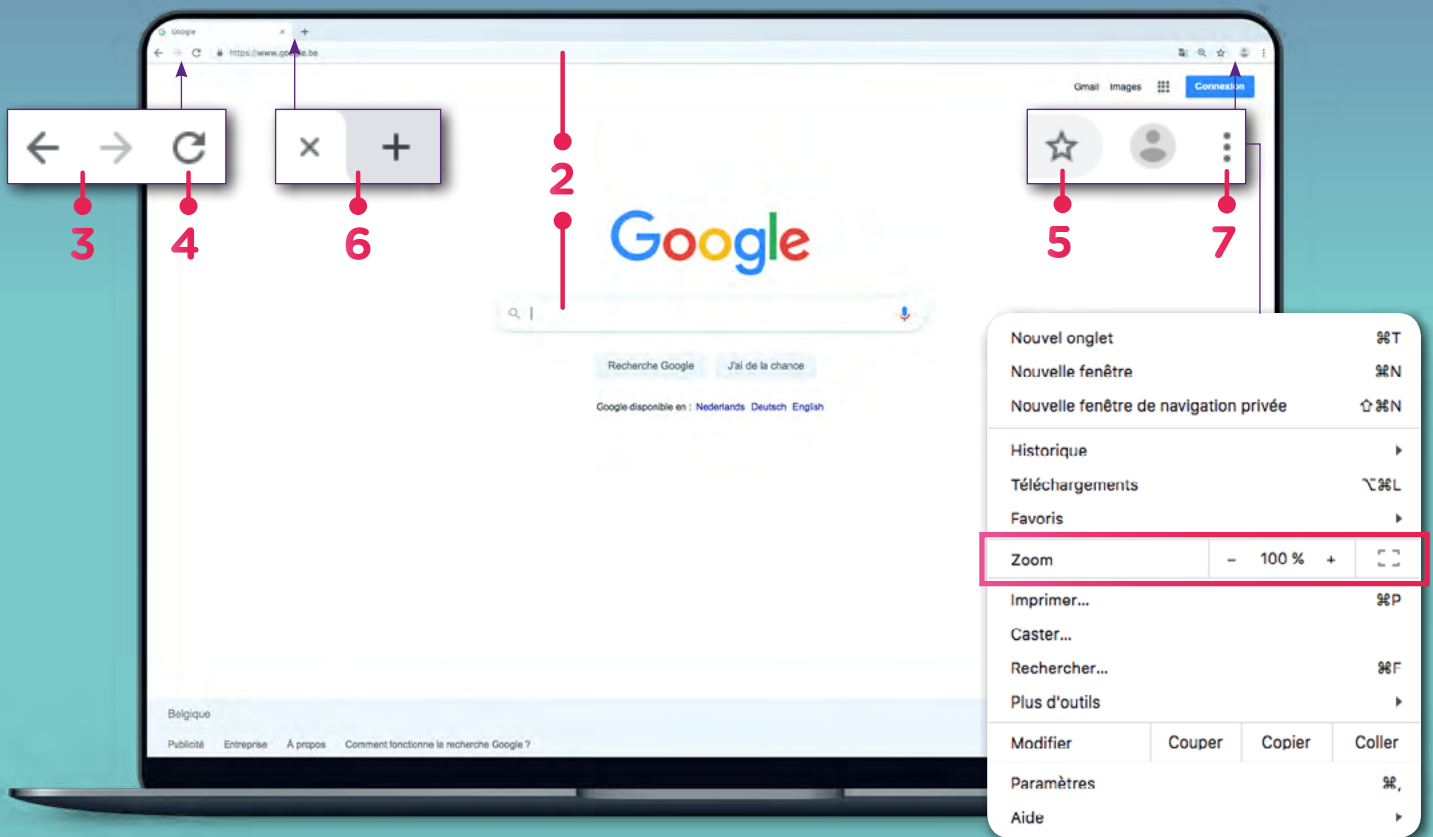 Google
https://www.google.be
Gmail Images Connexion
3
4
6
2
5
7
Google
Recherche Google J'ai de la chance
Google disponible en : Nederlands Deutsch English
Nouvel onglet ⌘T
Nouvelle fenêtre ⌘N
Nouvelle fenêtre de navigation privée ⇧⌘N
Historique
Téléchargements ⌥⌘L
Favoris
Zoom - 100 % +
Imprimer... ⌘P
Caster...
Rechercher... ⌘F
Plus d'outils
Modifier Couper Copier Coller
Paramètres ⌘,
Aide
Belgique
Publicité Entreprise À propos Comment fonctionne la recherche Google ?